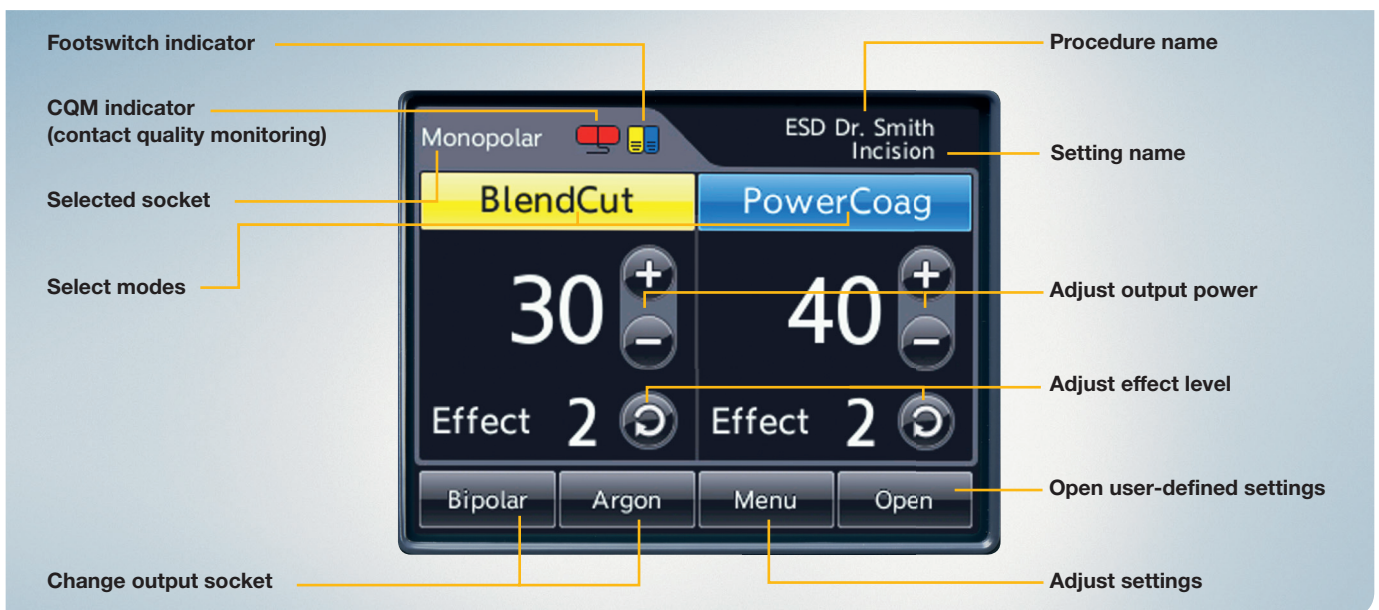 Footswitch indicator
CQM indicator
(contact quality monitoring)
Selected socket
Select modes
Change output socket
Monopolar
ESD Dr. Smith
Incision
BlendCut
PowerCoag
30
+
−
40
+
−
Effect 2
Effect 2
Bipolar
Argon
Menu
Open
Procedure name
Setting name
Adjust output power
Adjust effect level
Open user-defined settings
Adjust settings